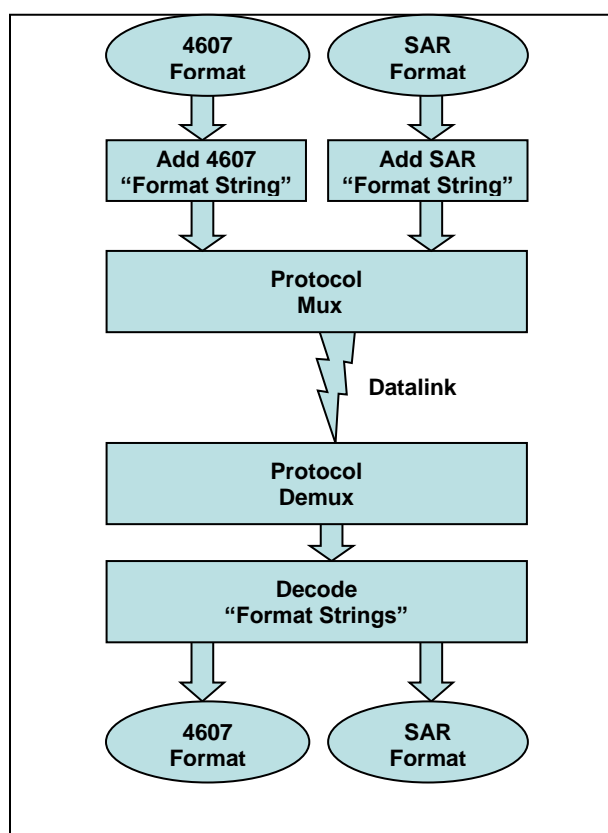 4607
Format
SAR
Format
Add 4607
“Format String”
Add SAR
“Format String”
Protocol
Mux
Datalink
Protocol
Demux
Decode
“Format Strings”
4607
Format
SAR
Format